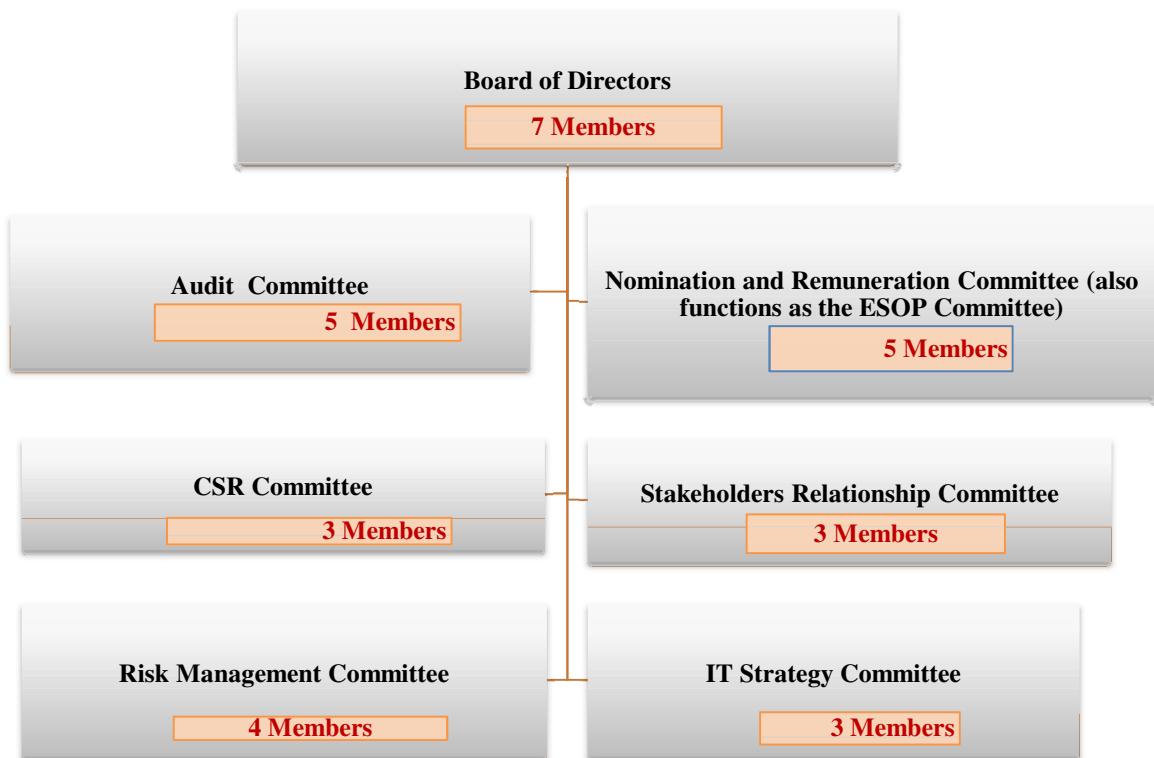 Board of Directors
7 Members
Audit Committee
5 Members
Nomination and Remuneration Committee (also
functions as the ESOP Committee)
5 Members
CSR Committee
3 Members
Stakeholders Relationship Committee
3 Members
Risk Management Committee
4 Members
IT Strategy Committee
3 Members